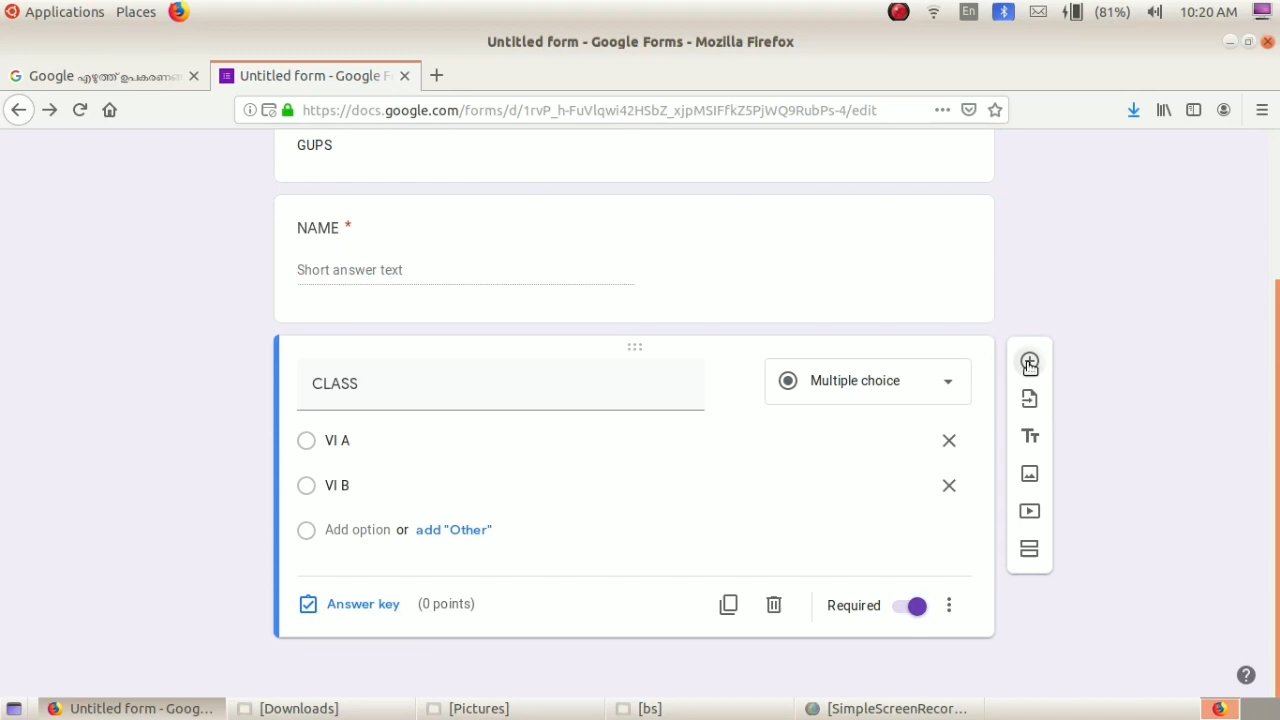 Applications Places En (81%) 10:20 AM
Untitled form - Google Forms - Mozilla Firefox
Google എഴുത്ത് ഉപകരണങ്ങ
Untitled form - Google F
https://docs.google.com/forms/d/1rvP_h-FuVlqwi42HSbZ_xjpMSIFfkZ5PjWQ9RubPs-4/edit
GUPS
NAME *
Short answer text
CLASS
Multiple choice
VI A
VI B
Add option or add "Other"
Answer key (0 points)
Required
Untitled form - Goog...
[Downloads]
[Pictures]
[bs]
[SimpleScreenRecor...